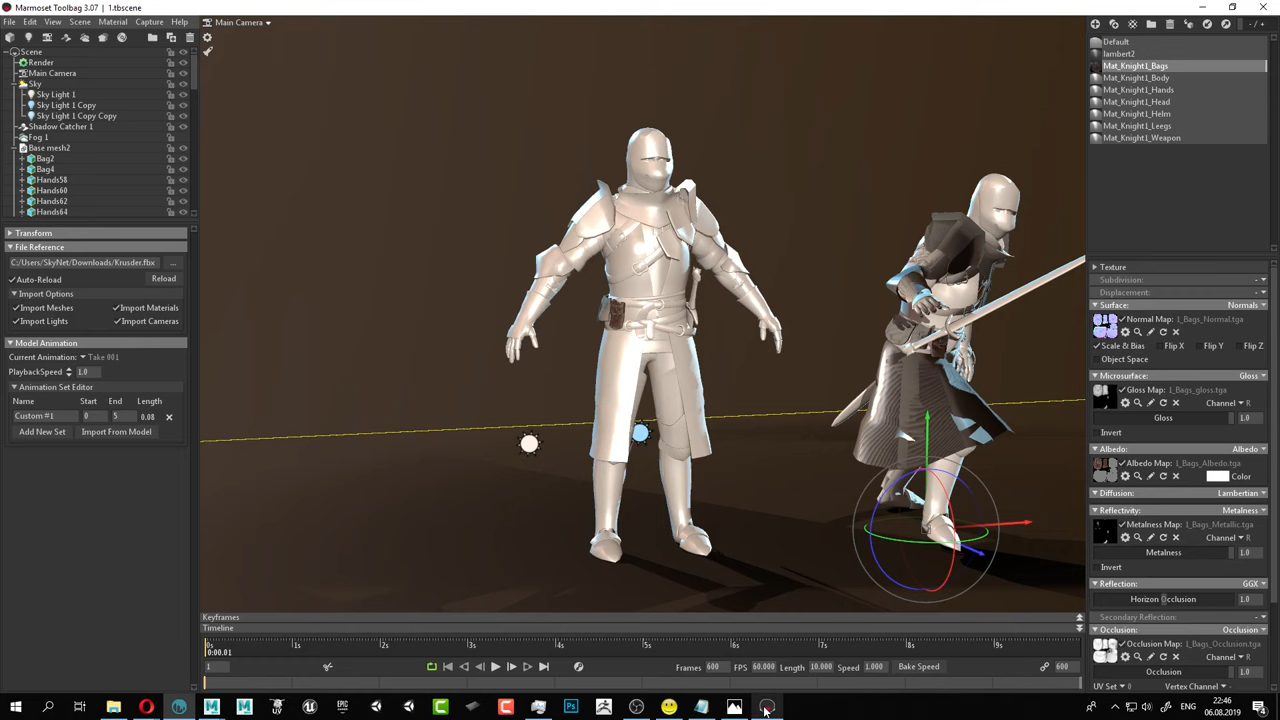 Marmoset Toolbag 3.07 | 1.tbscene
File Edit View Scene Material Capture Help
Main Camera
Scene
Render
Main Camera
Sky
Sky Light 1
Sky Light 1 Copy
Sky Light 1 Copy Copy
Shadow Catcher 1
Fog 1
Base mesh2
Bag2
Bag4
Hands58
Hands60
Hands62
Hands64
Transform
File Reference
C:/Users/SkyNet/Downloads/Krusder.fbx ...
Auto-Reload Reload
Import Options
Import Meshes Import Materials
Import Lights Import Cameras
Model Animation
Current Animation: Take 001
PlaybackSpeed 1.0
Animation Set Editor
Name Start End Length
Custom #1 0 5 0.08
Add New Set Import From Model
Default
lambert2
Mat_Knight1_Bags
Mat_Knight1_Body
Mat_Knight1_Hands
Mat_Knight1_Head
Mat_Knight1_Helm
Mat_Knight1_Leegs
Mat_Knight1_Weapon
Texture
Subdivision: -
Displacement: -
Surface: Normals
Normal Map: 1_Bags_Normal.tga
Scale & Bias Flip X Flip Y Flip Z
Object Space
Microsurface: Gloss
Gloss Map: 1_Bags_gloss.tga
Channel R
Gloss 1.0
Invert
Albedo: Albedo
Albedo Map: 1_Bags_Albedo.tga
Color
Diffusion: Lambertian
Reflectivity: Metalness
Metalness Map: 1_Bags_Metallic.tga
Channel R
Metalness 1.0
Invert
Reflection: GGX
Horizon Occlusion 1.0
Secondary Reflection: -
Occlusion: Occlusion
Occlusion Map: 1_Bags_Occlusion.tga
Channel R
Occlusion 1.0
UV Set 0 Vertex Channel -
Keyframes
Timeline
0s 1s 2s 3s 4s 5s 6s 7s 8s 9s
0:00.01
1 Frames 600 FPS 60.000 Length 10.000 Speed 1.000 Bake Speed 600
UV
EPIC
Ps
РУС
22:46
06.08.2019